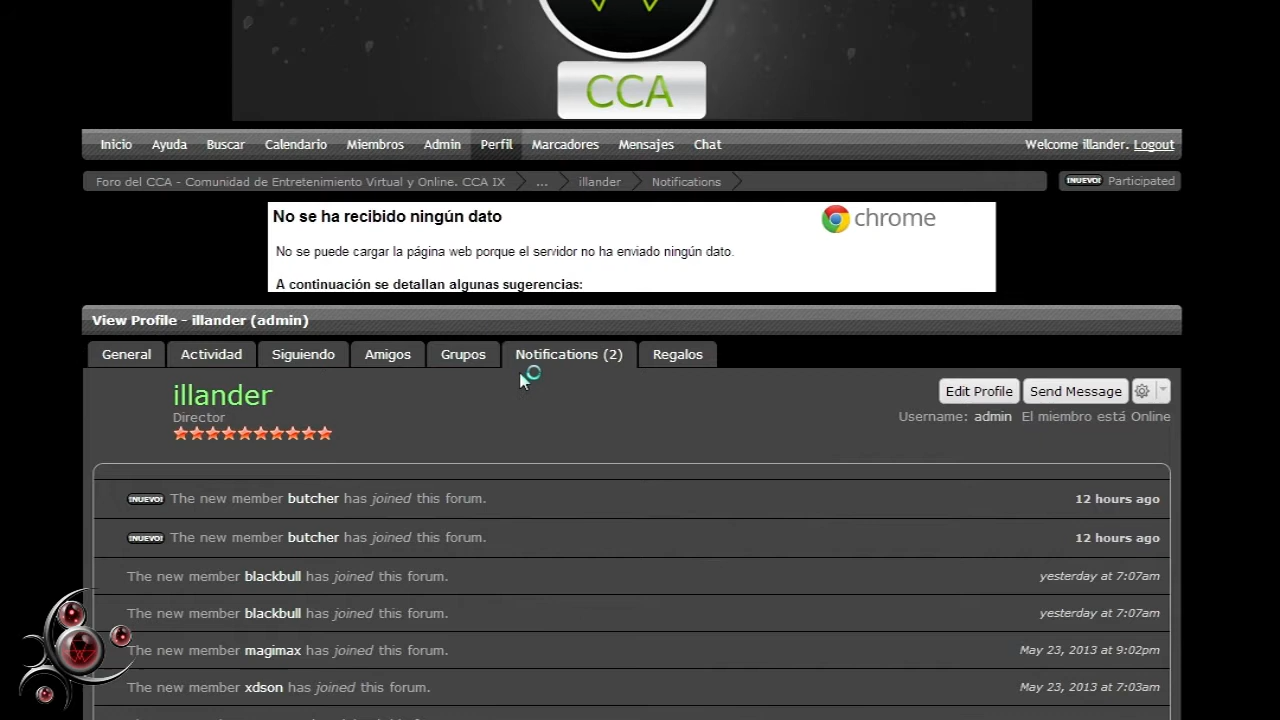 CCA
Inicio Ayuda Buscar Calendario Miembros Admin Perfil Marcadores Mensajes Chat Welcome illander. Logout
Foro del CCA - Comunidad de Entretenimiento Virtual y Online. CCA IX ... illander Notifications ¡NUEVO! Participated
No se ha recibido ningún dato chrome
No se puede cargar la página web porque el servidor no ha enviado ningún dato.
A continuación se detallan algunas sugerencias:
View Profile - illander (admin)
General Actividad Siguiendo Amigos Grupos Notifications (2) Regalos
illander Edit Profile Send Message
Director Username: admin El miembro está Online
¡NUEVO! The new member butcher has joined this forum. 12 hours ago
¡NUEVO! The new member butcher has joined this forum. 12 hours ago
The new member blackbull has joined this forum. yesterday at 7:07am
The new member blackbull has joined this forum. yesterday at 7:07am
The new member magimax has joined this forum. May 23, 2013 at 9:02pm
The new member xdson has joined this forum. May 23, 2013 at 7:03am